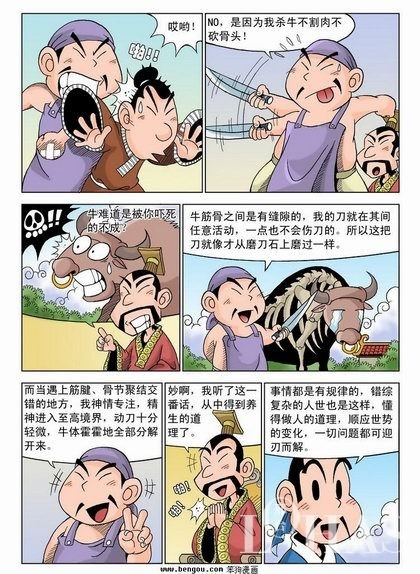 哎哟！
啪!!
啪!!
NO，是因为我杀牛不割肉不
砍骨头！
牛难道是被你吓死
的不成？
牛筋骨之间是有缝隙的，我的刀就在其间
任意活动，一点也不会伤刀的。所以这把
刀就像才从磨刀石上磨过一样。
而当遇上筋腱、骨节聚结交
错的地方，我神情专注，精
神进入至高境界，动刀十分
轻微，牛体霍霍地全部分解
开来。
妙啊，我听了这一
番话，从中得到养
生的道理了。
事情都是有规律的，错综
复杂的人世也是这样，懂
得做人的道理，顺应世势
的变化，一切问题都可迎
刃而解。
www.bengou.com 笨狗漫画